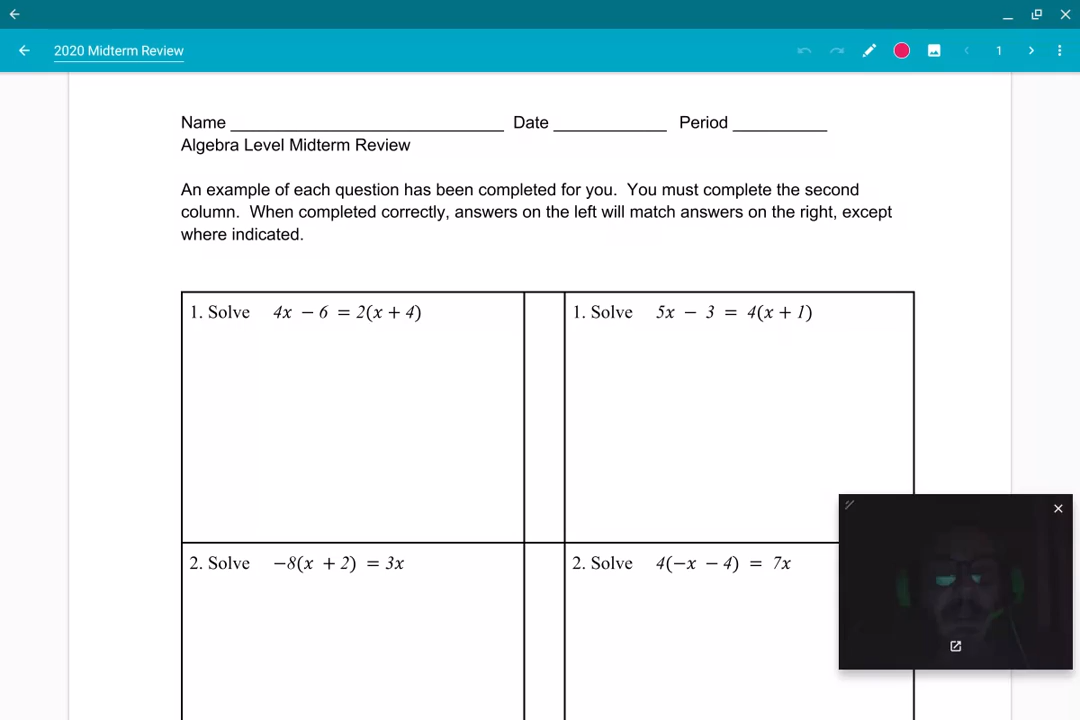 2020 Midterm Review
1
Name ____________________________ Date ____________ Period __________
Algebra Level Midterm Review
An example of each question has been completed for you. You must complete the second
column. When completed correctly, answers on the left will match answers on the right, except
where indicated.
1. Solve 4x − 6 = 2(x + 4)
1. Solve 5x − 3 = 4(x + 1)
2. Solve −8(x + 2) = 3x
2. Solve 4(−x − 4) = 7x